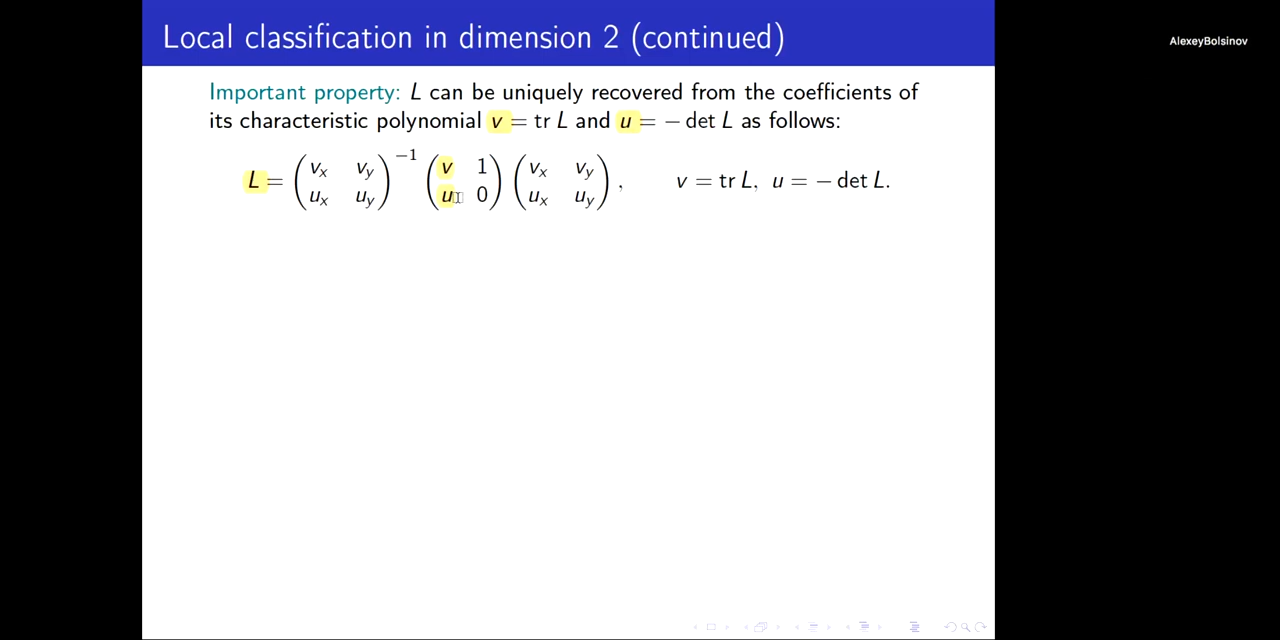 Local classification in dimension 2 (continued)
AlexeyBolsinov
Important property: L can be uniquely recovered from the coefficients of
its characteristic polynomial v = tr L and u = − det L as follows:
L = ( v_x v_y ; u_x u_y )^{−1} ( v 1 ; u 0 ) ( v_x v_y ; u_x u_y ) , v = tr L, u = − det L.